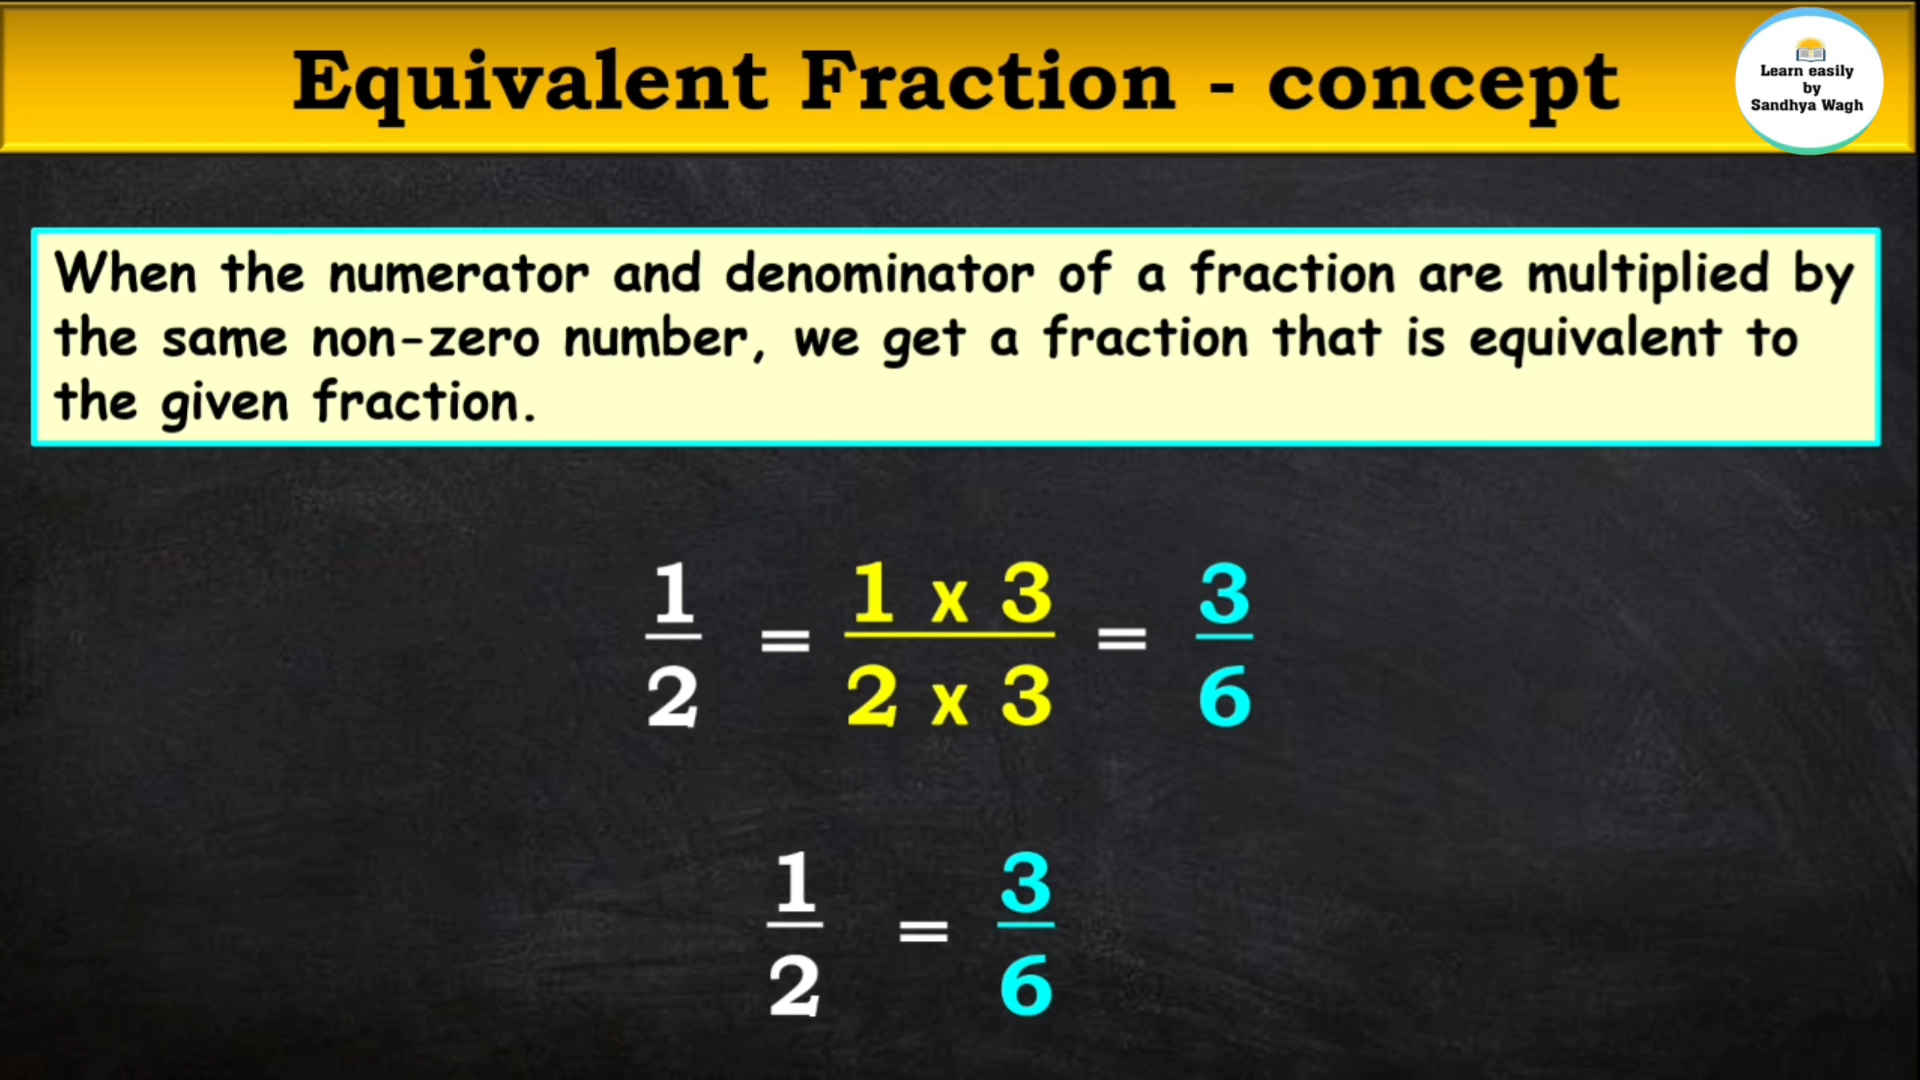 Equivalent Fraction - concept
Learn easily
by
Sandhya Wagh
When the numerator and denominator of a fraction are multiplied by
the same non-zero number, we get a fraction that is equivalent to
the given fraction.
1/2 = 1 x 3/2 x 3 = 3/6
1/2 = 3/6